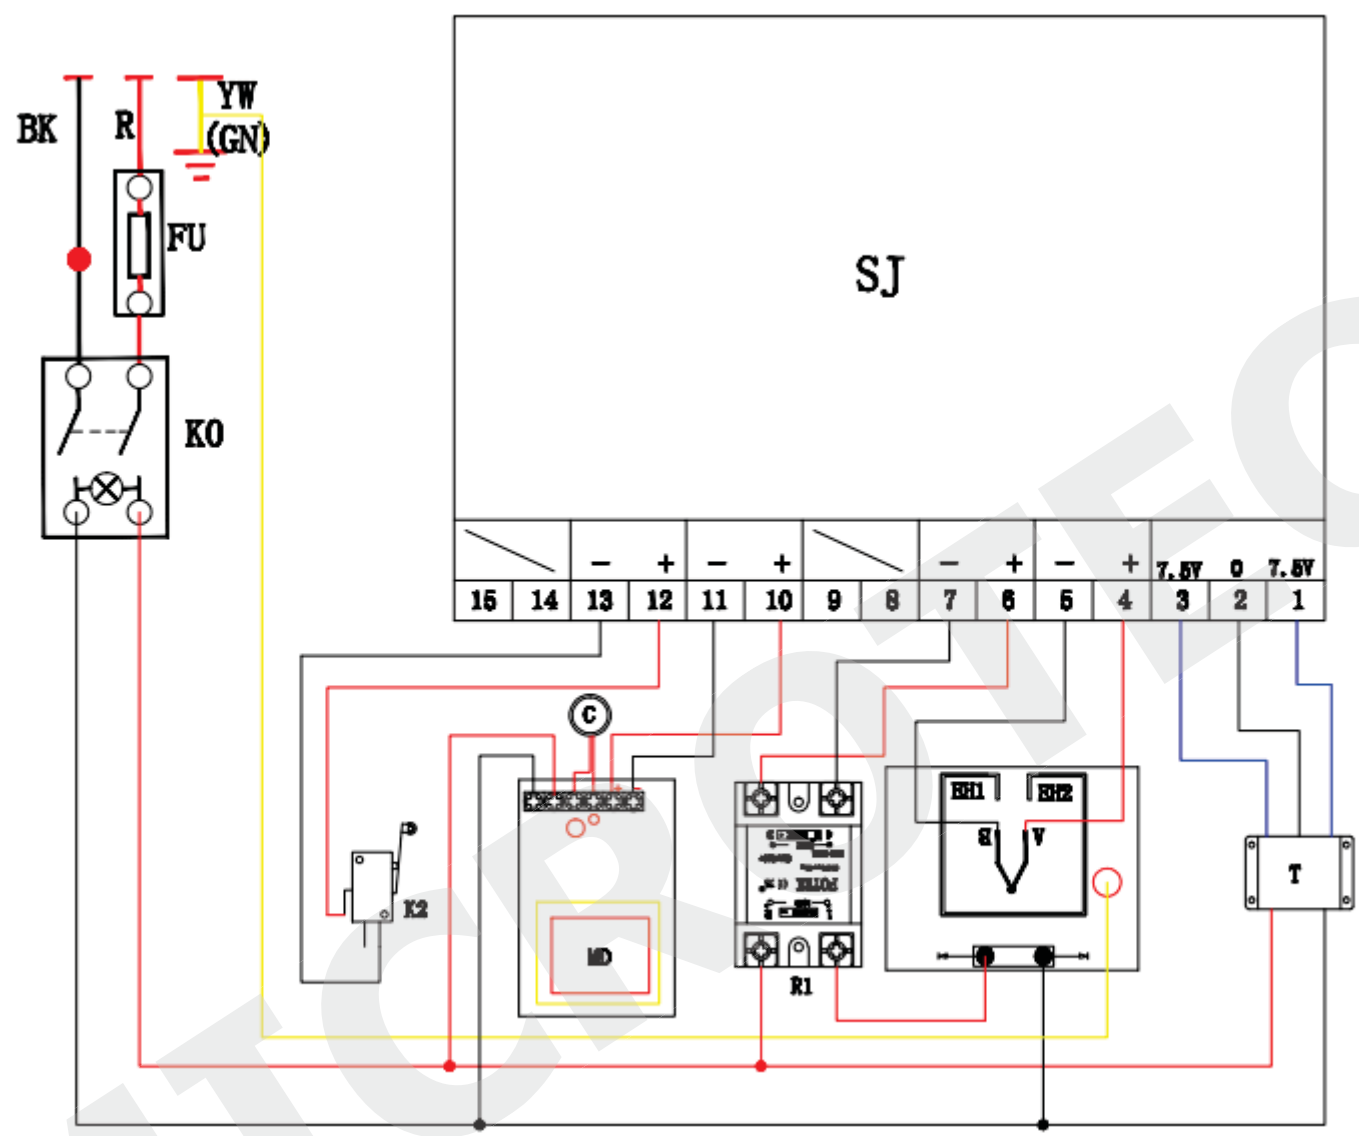 YW
BK
R
(GN)
FU
SJ
K0
- + - + - + - + 7.5V 0 7.5V
15 14 13 12 11 10 9 8 7 6 5 4 3 2 1
C
EH1 EH2
B A
T
K2
MD
R1
MICROTEC